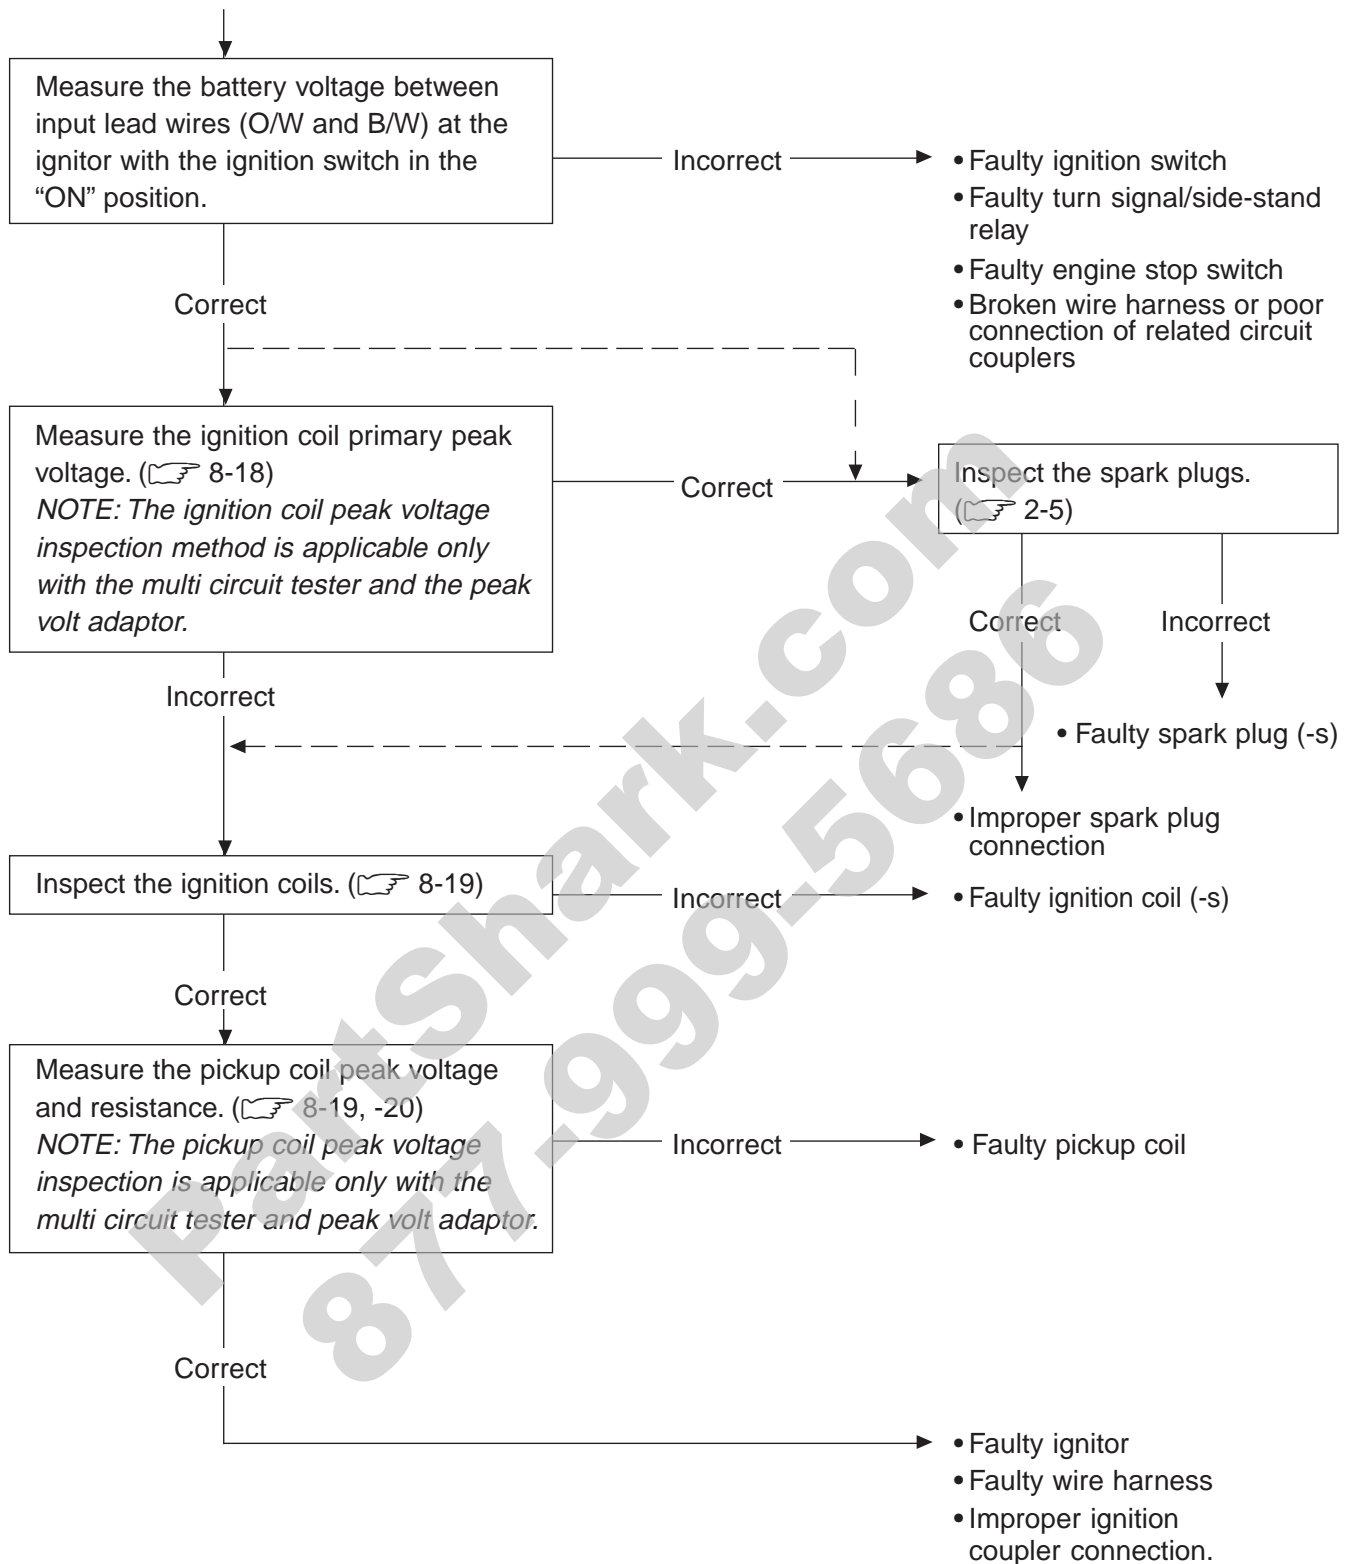 Measure the battery voltage between
input lead wires (O/W and B/W) at the
ignitor with the ignition switch in the
“ON” position.
Incorrect
• Faulty ignition switch
• Faulty turn signal/side-stand
relay
• Faulty engine stop switch
• Broken wire harness or poor
connection of related circuit
couplers
Correct
Measure the ignition coil primary peak
voltage. (☞ 8-18)
NOTE: The ignition coil peak voltage
inspection method is applicable only
with the multi circuit tester and the peak
volt adaptor.
Correct
Inspect the spark plugs.
(☞ 2-5)
Correct
Incorrect
• Faulty spark plug (-s)
• Improper spark plug
connection
Incorrect
Inspect the ignition coils. (☞ 8-19)
Incorrect
• Faulty ignition coil (-s)
Correct
Measure the pickup coil peak voltage
and resistance. (☞ 8-19, -20)
NOTE: The pickup coil peak voltage
inspection is applicable only with the
multi circuit tester and peak volt adaptor.
Incorrect
• Faulty pickup coil
Correct
• Faulty ignitor
• Faulty wire harness
• Improper ignition
coupler connection.
PartShark.com
877-999-5686